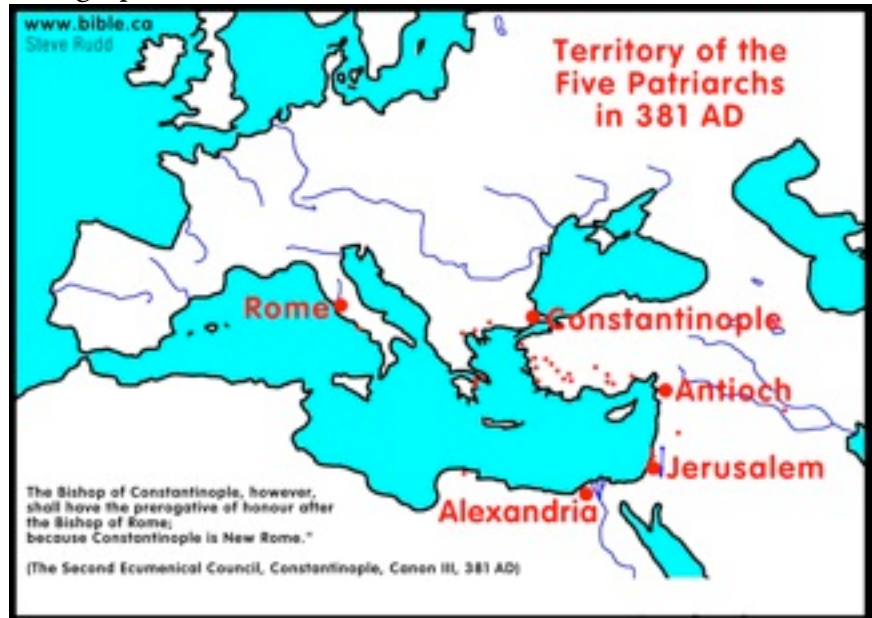 www.bible.ca
Steve Rudd
Territory of the
Five Patriarchs
in 381 AD
Rome
Constantinople
Antioch
Jerusalem
Alexandria
The Bishop of Constantinople, however,
shall have the prerogative of honour after
the Bishop of Rome;
because Constantinople is New Rome."
(The Second Ecumenical Council, Constantinople, Canon III, 381 AD)